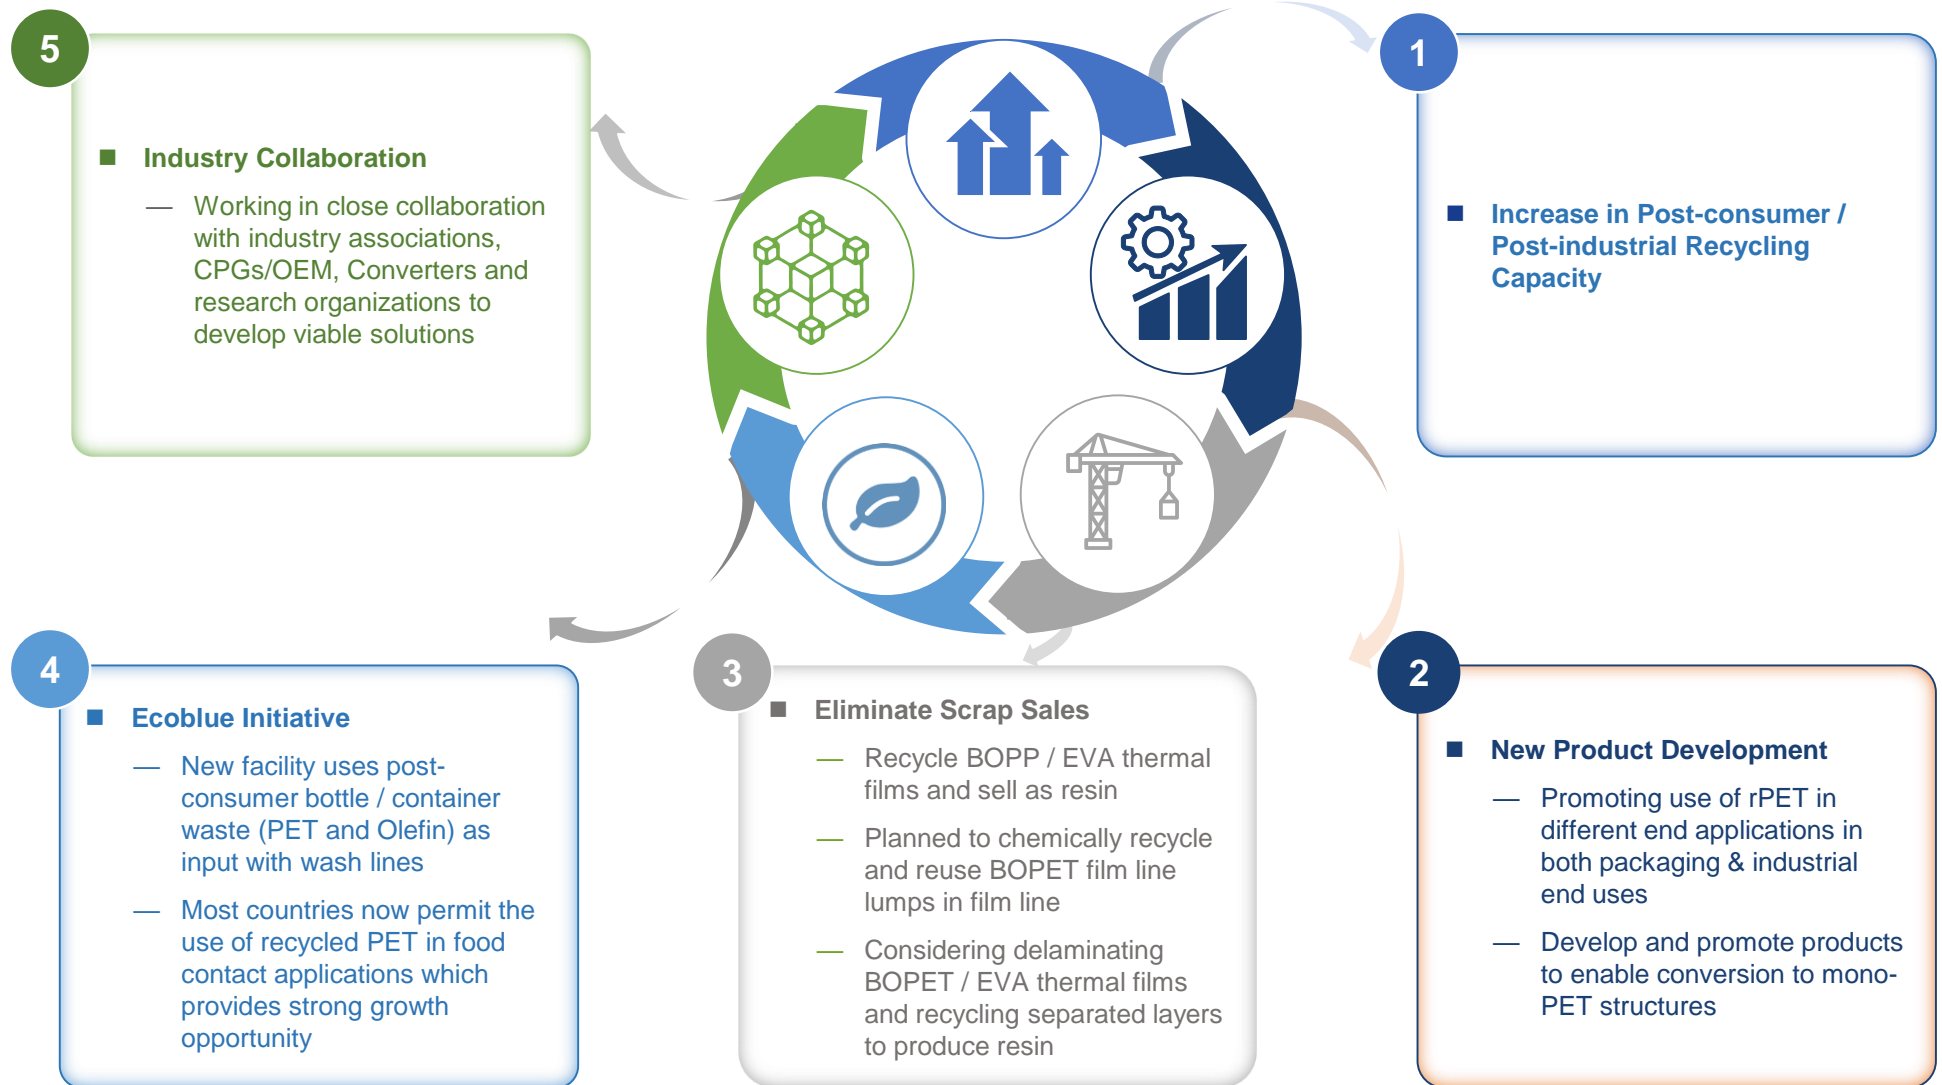 5
Industry Collaboration
— Working in close collaboration
with industry associations,
CPGs/OEM, Converters and
research organizations to
develop viable solutions
1
Increase in Post-consumer /
Post-industrial Recycling
Capacity
4
Ecoblue Initiative
— New facility uses post-
consumer bottle / container
waste (PET and Olefin) as
input with wash lines
— Most countries now permit the
use of recycled PET in food
contact applications which
provides strong growth
opportunity
3
Eliminate Scrap Sales
— Recycle BOPP / EVA thermal
films and sell as resin
— Planned to chemically recycle
and reuse BOPET film line
lumps in film line
— Considering delaminating
BOPET / EVA thermal films
and recycling separated layers
to produce resin
2
New Product Development
— Promoting use of rPET in
different end applications in
both packaging & industrial
end uses
— Develop and promote products
to enable conversion to mono-
PET structures